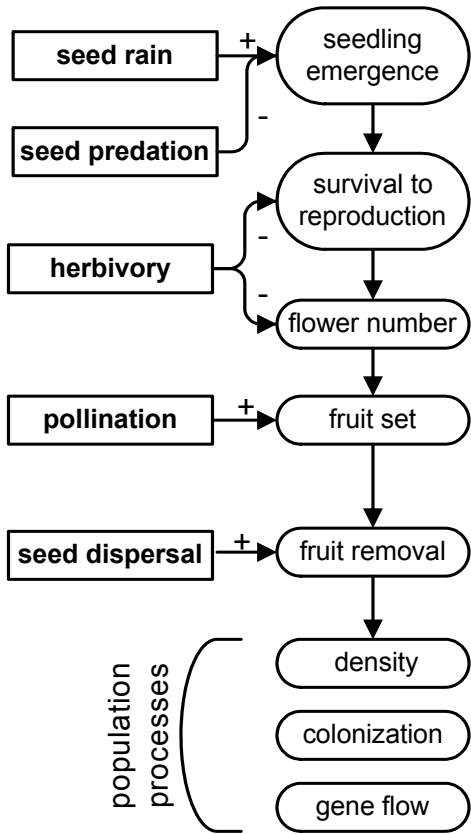 seed rain
+
seedling
emergence
seed predation
-
survival to
reproduction
herbivory
-
-
flower number
pollination
+
fruit set
seed dispersal
+
fruit removal
population
processes
density
colonization
gene flow